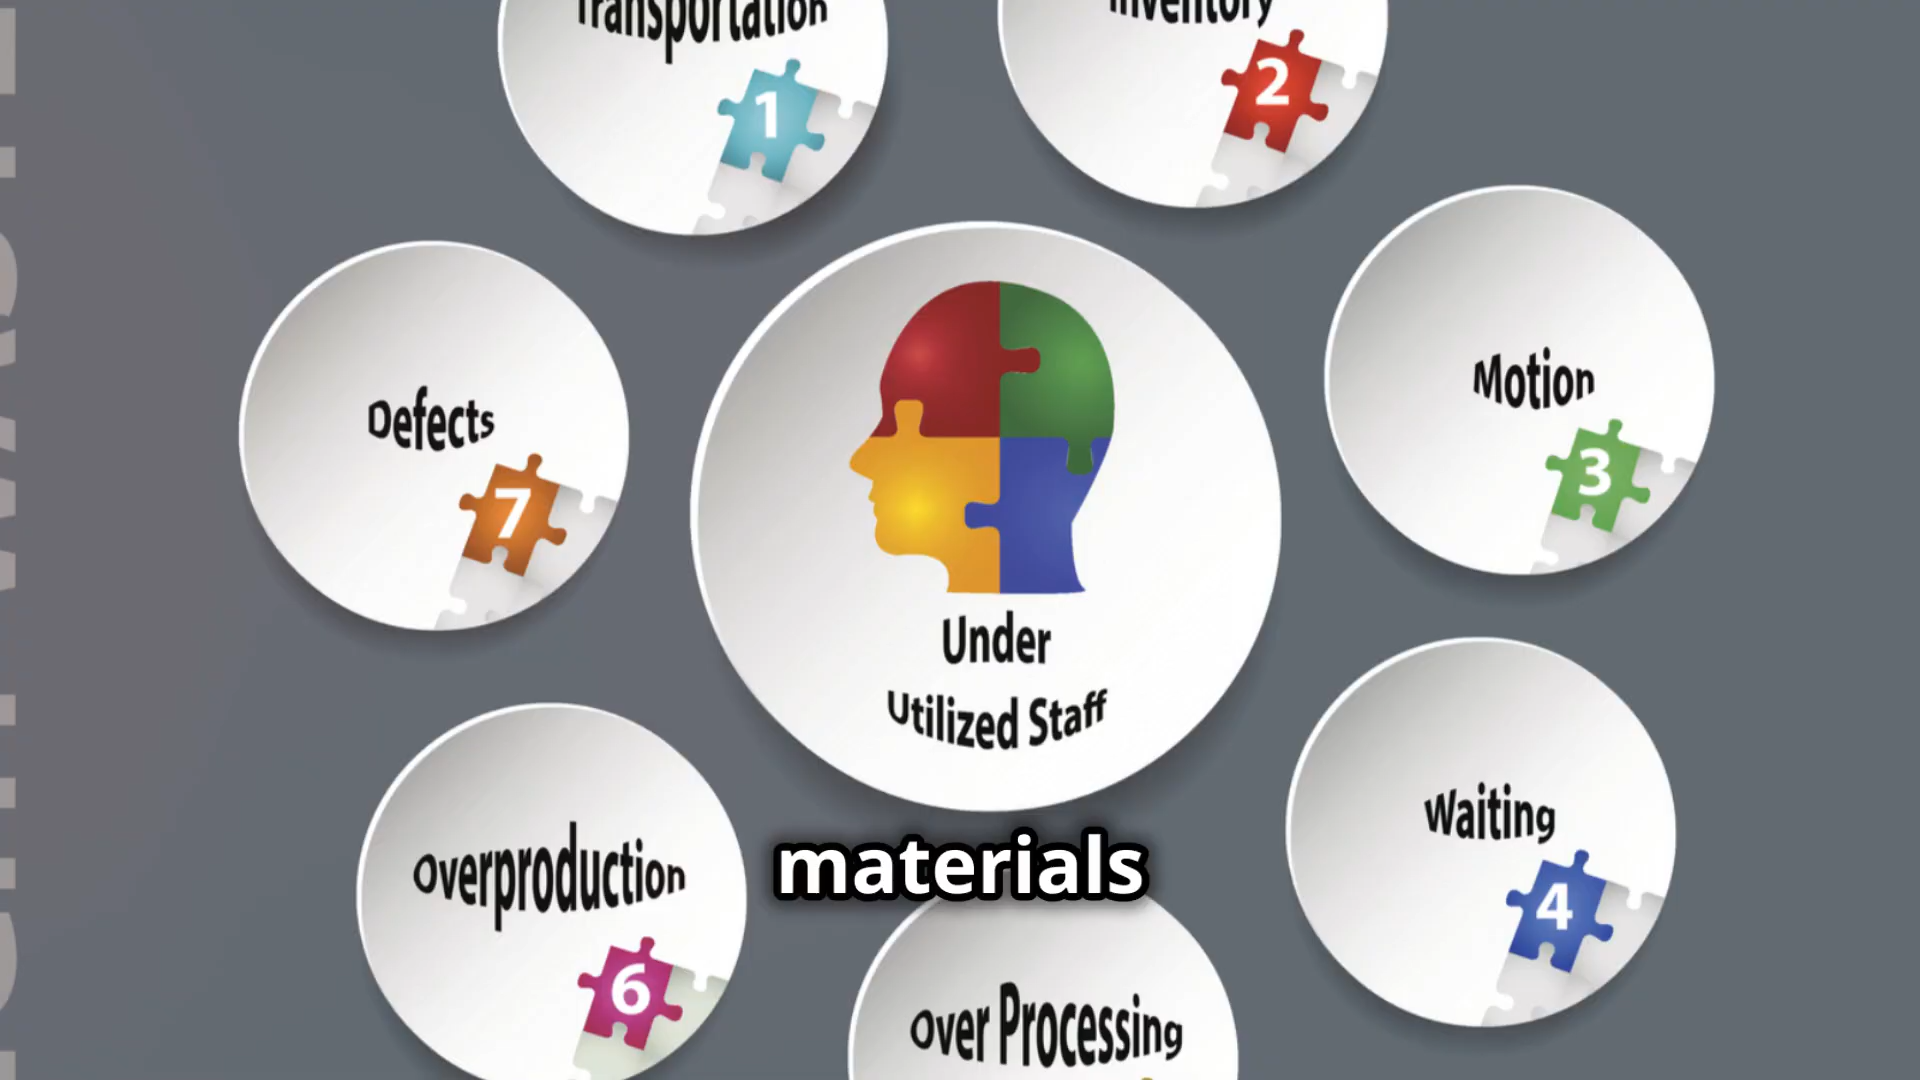 Transportation
1
Inventory
2
Motion
3
Defects
7
Under
Utilized Staff
Waiting
4
Overproduction
6
materials
Over Processing